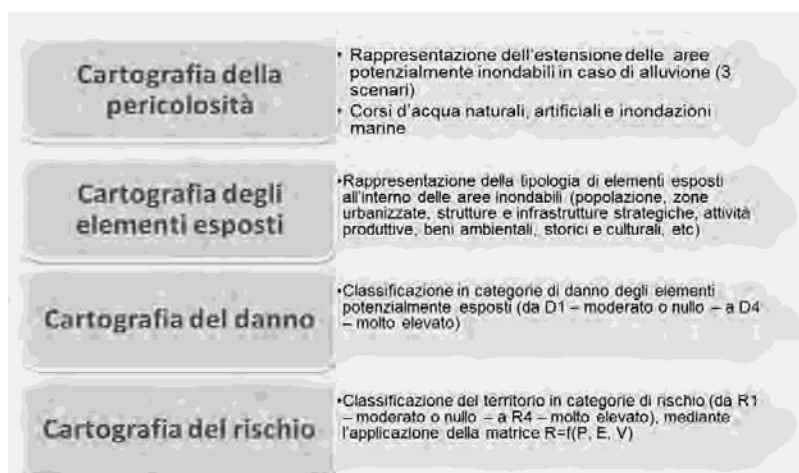 Cartografia della
pericolosità
• Rappresentazione dell'estensione delle aree
potenzialmente inondabili in caso di alluvione (3
scenari)
• Corsi d'acqua naturali, artificiali e inondazioni
marine
Cartografia degli
elementi esposti
•Rappresentazione della tipologia di elementi esposti
all'interno delle aree inondabili (popolazione, zone
urbanizzate, strutture e infrastrutture strategiche, attività
produttive, beni ambientali, storici e culturali, etc)
Cartografia del danno
•Classificazione in categorie di danno degli elementi
potenzialmente esposti (da D1 – moderato o nullo – a D4
– molto elevato)
Cartografia del rischio
•Classificazione del territorio in categorie di rischio (da R1
– moderato o nullo – a R4 – molto elevato), mediante
l'applicazione della matrice R=f(P, E, V)